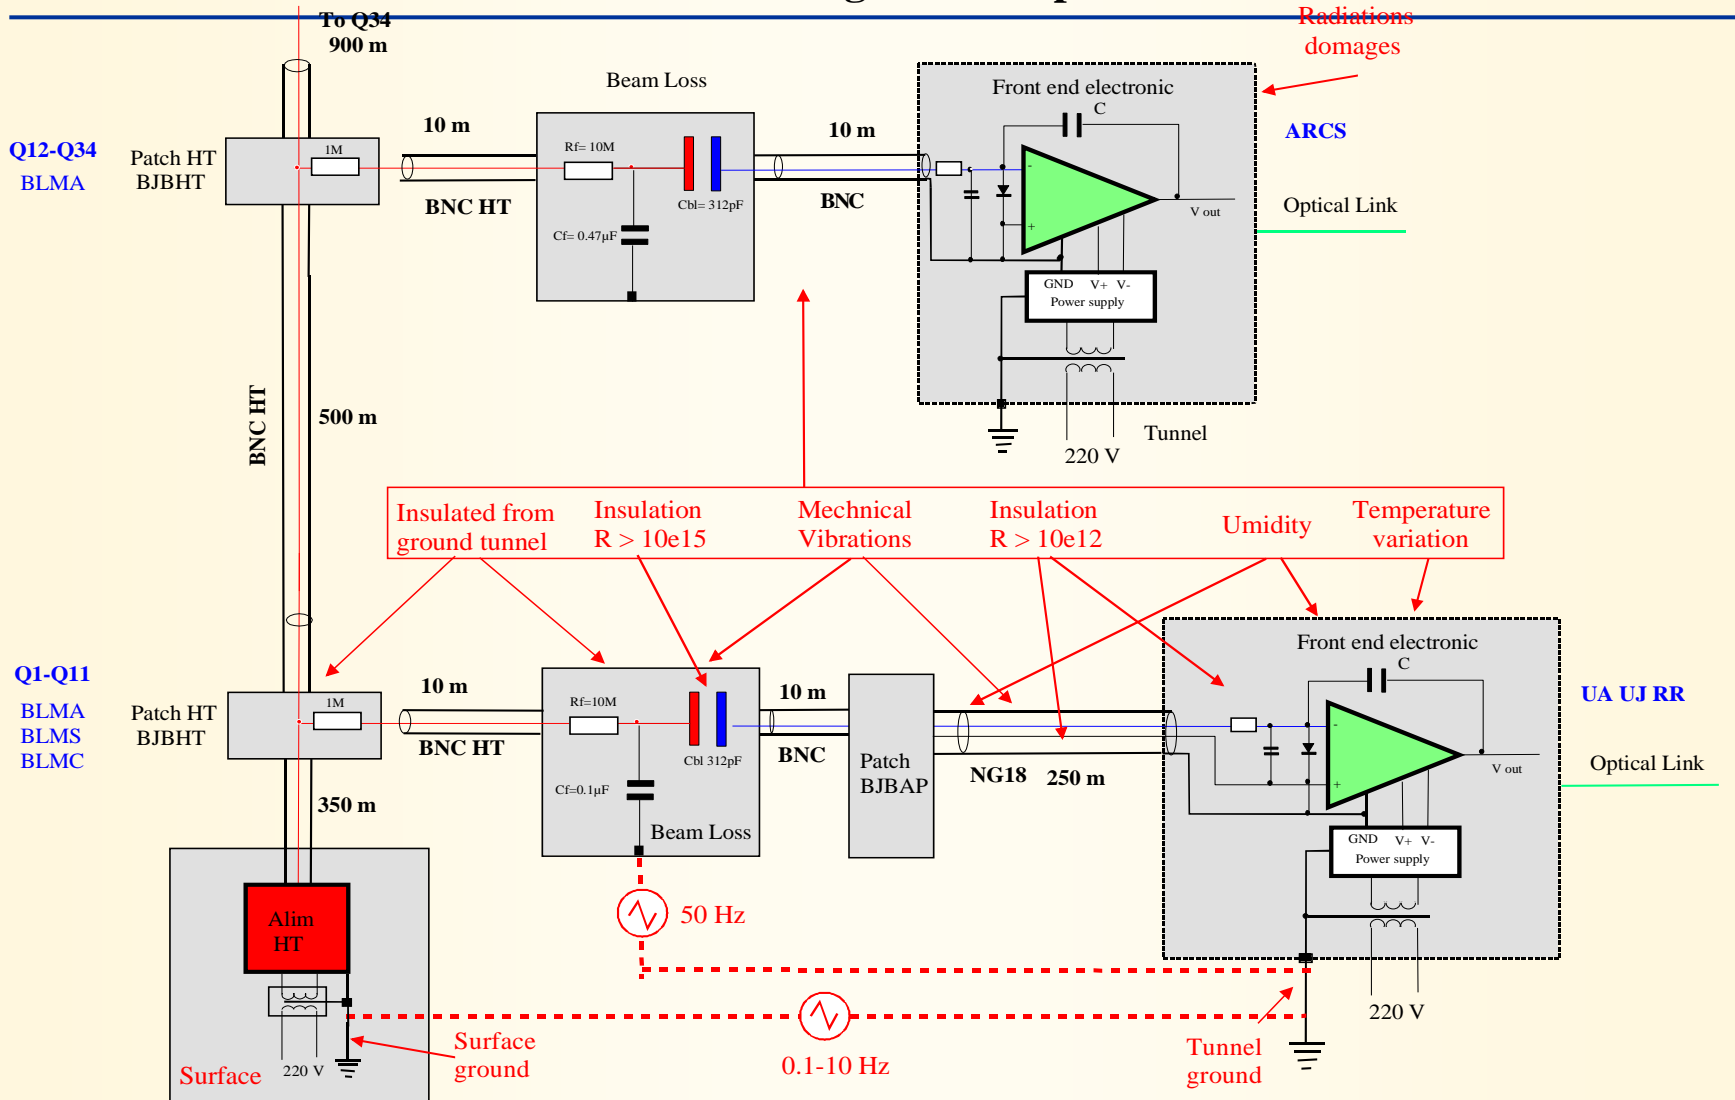 To Q34
900 m
Radiations
domages
Beam Loss
Front end electronic
C
10 m
10 m
ARCS
Q12-Q34
BLMA
Patch HT
BJBHT
1M
Rf= 10M
BNC HT
Cbl= 312pF
BNC
Cf= 0.47µF
-
+
V out
Optical Link
GND V+ V-
Power supply
Tunnel
220 V
BNC HT
500 m
Insulated from
ground tunnel
Insulation
R > 10e15
Mechnical
Vibrations
Insulation
R > 10e12
Umidity
Temperature
variation
Front end electronic
C
Q1-Q11
BLMA
BLMS
BLMC
Patch HT
BJBHT
1M
10 m
BNC HT
Rf=10M
Cbl 312pF
Cf=0.1µF
Beam Loss
10 m
BNC
Patch
BJBAP
NG18 250 m
-
+
V out
UA UJ RR
Optical Link
GND V+ V-
Power supply
220 V
350 m
Alim
HT
220 V
Surface
Surface
ground
50 Hz
0.1-10 Hz
Tunnel
ground